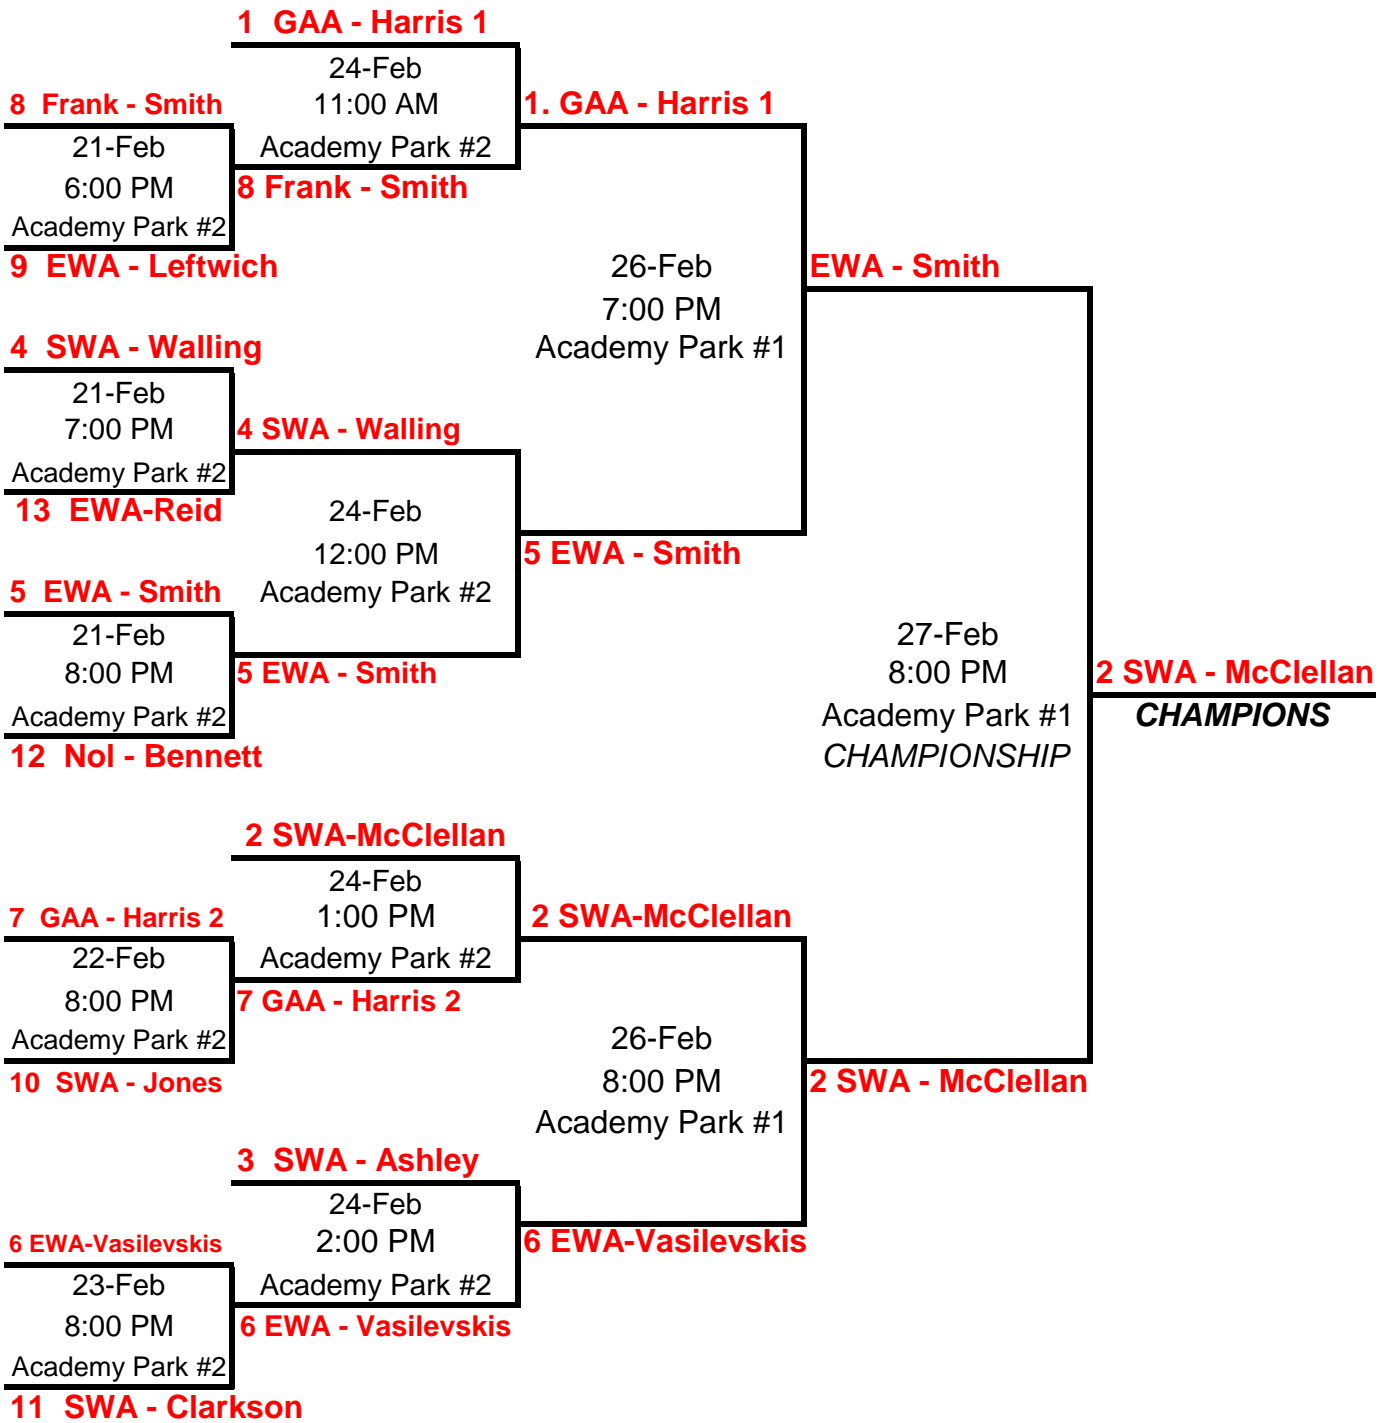 1  GAA - Harris 1
24-Feb
11:00 AM
Academy Park #2
8  Frank - Smith
21-Feb
6:00 PM
Academy Park #2
9  EWA - Leftwich
8 Frank - Smith
1. GAA - Harris 1
26-Feb
7:00 PM
Academy Park #1
EWA - Smith
4  SWA - Walling
21-Feb
7:00 PM
Academy Park #2
13  EWA-Reid
4 SWA - Walling
24-Feb
12:00 PM
Academy Park #2
5 EWA - Smith
5  EWA - Smith
21-Feb
8:00 PM
Academy Park #2
12  Nol - Bennett
5 EWA - Smith
27-Feb
8:00 PM
Academy Park #1
CHAMPIONSHIP
2 SWA - McClellan
CHAMPIONS
2 SWA-McClellan
24-Feb
1:00 PM
Academy Park #2
7  GAA - Harris 2
22-Feb
8:00 PM
Academy Park #2
10  SWA - Jones
7 GAA - Harris 2
2 SWA-McClellan
26-Feb
8:00 PM
Academy Park #1
2 SWA - McClellan
3  SWA - Ashley
24-Feb
2:00 PM
Academy Park #2
6 EWA-Vasilevskis
6 EWA-Vasilevskis
23-Feb
8:00 PM
Academy Park #2
11  SWA - Clarkson
6 EWA - Vasilevskis